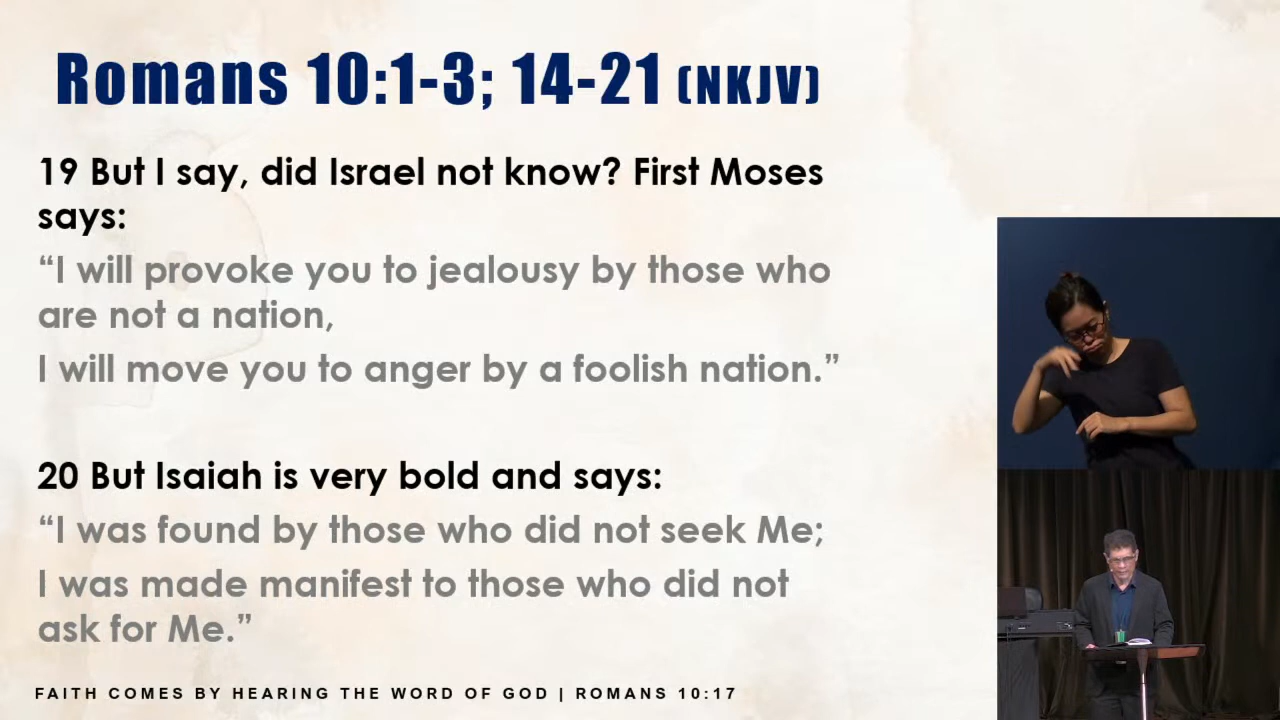 Romans 10:1-3; 14-21 (NKJV)
19 But I say, did Israel not know? First Moses
says:
“I will provoke you to jealousy by those who
are not a nation,
I will move you to anger by a foolish nation.”
20 But Isaiah is very bold and says:
“I was found by those who did not seek Me;
I was made manifest to those who did not
ask for Me.”
FAITH COMES BY HEARING THE WORD OF GOD | ROMANS 10:17